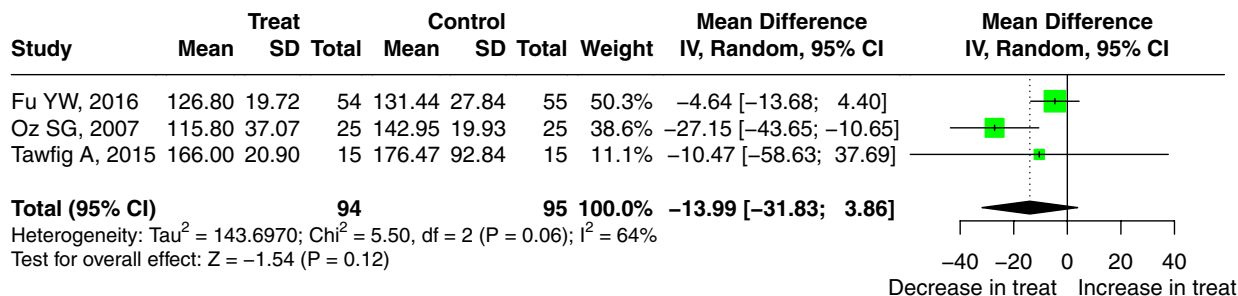 Treat Control Mean Difference Mean Difference
Study Mean SD Total Mean SD Total Weight IV, Random, 95% CI IV, Random, 95% CI
Fu YW, 2016 126.80 19.72 54 131.44 27.84 55 50.3% −4.64 [−13.68; 4.40]
Oz SG, 2007 115.80 37.07 25 142.95 19.93 25 38.6% −27.15 [−43.65; −10.65]
Tawfig A, 2015 166.00 20.90 15 176.47 92.84 15 11.1% −10.47 [−58.63; 37.69]
Total (95% CI) 94 95 100.0% −13.99 [−31.83; 3.86]
Heterogeneity: Tau² = 143.6970; Chi² = 5.50, df = 2 (P = 0.06); I² = 64%
Test for overall effect: Z = −1.54 (P = 0.12)
−40 −20 0 20 40
Decrease in treat Increase in treat